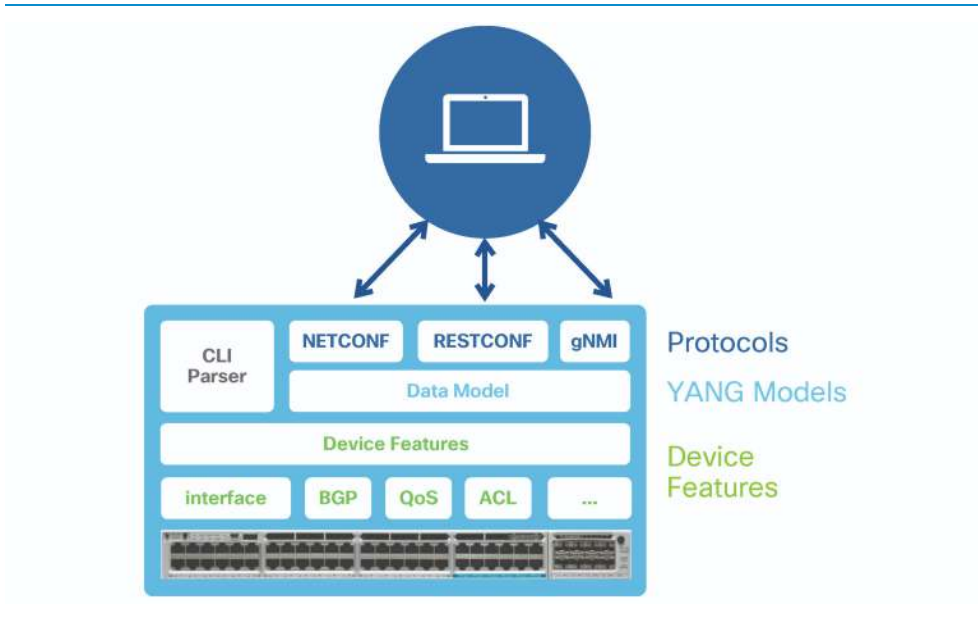 CLI
Parser
NETCONF
RESTCONF
gNMI
Protocols
Data Model
YANG Models
Device Features
Device
Features
interface
BGP
QoS
ACL
...